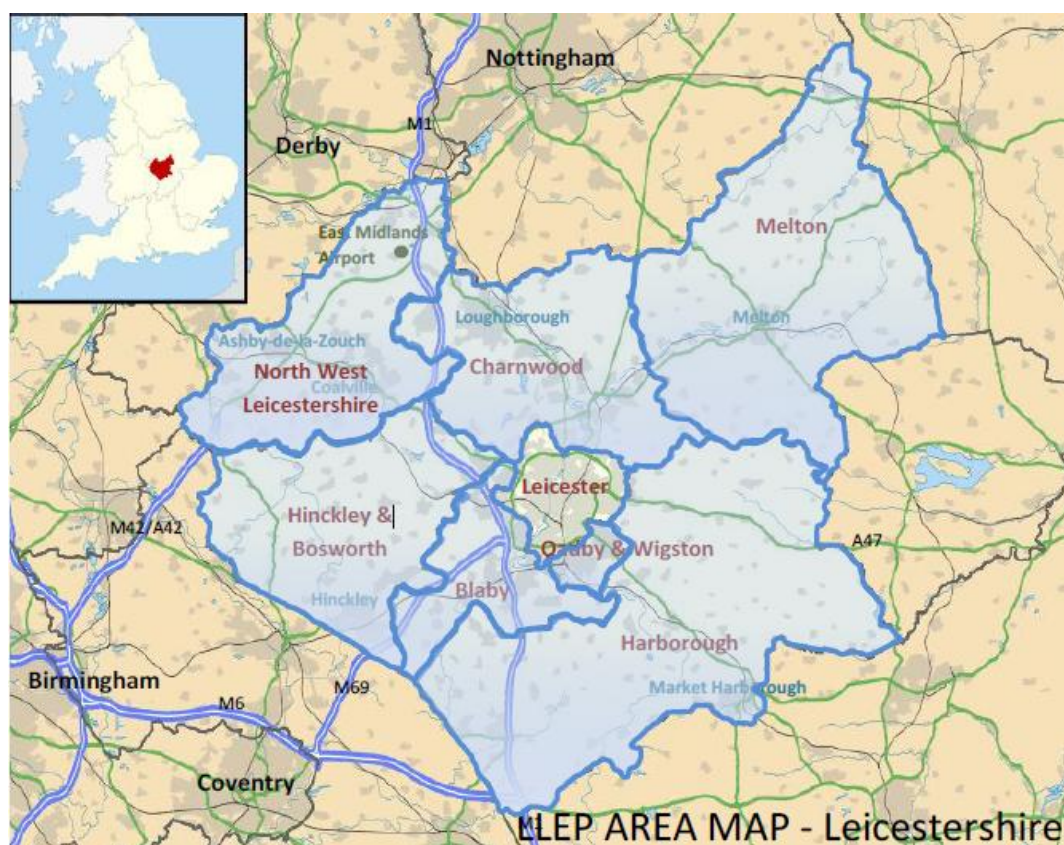 Nottingham
M1
Derby
Melton
East Midlands
Airport
Loughborough
Melton
Ashby-de-la-Zouch
Charnwood
North West
Coalville
Leicestershire
Leicester
Hinckley &
M42/A42
Bosworth
Oadby & Wigston
A47
Blaby
Hinckley
Harborough
Birmingham
M69
Market Harborough
M6
Coventry
LLEP AREA MAP - Leicestershire